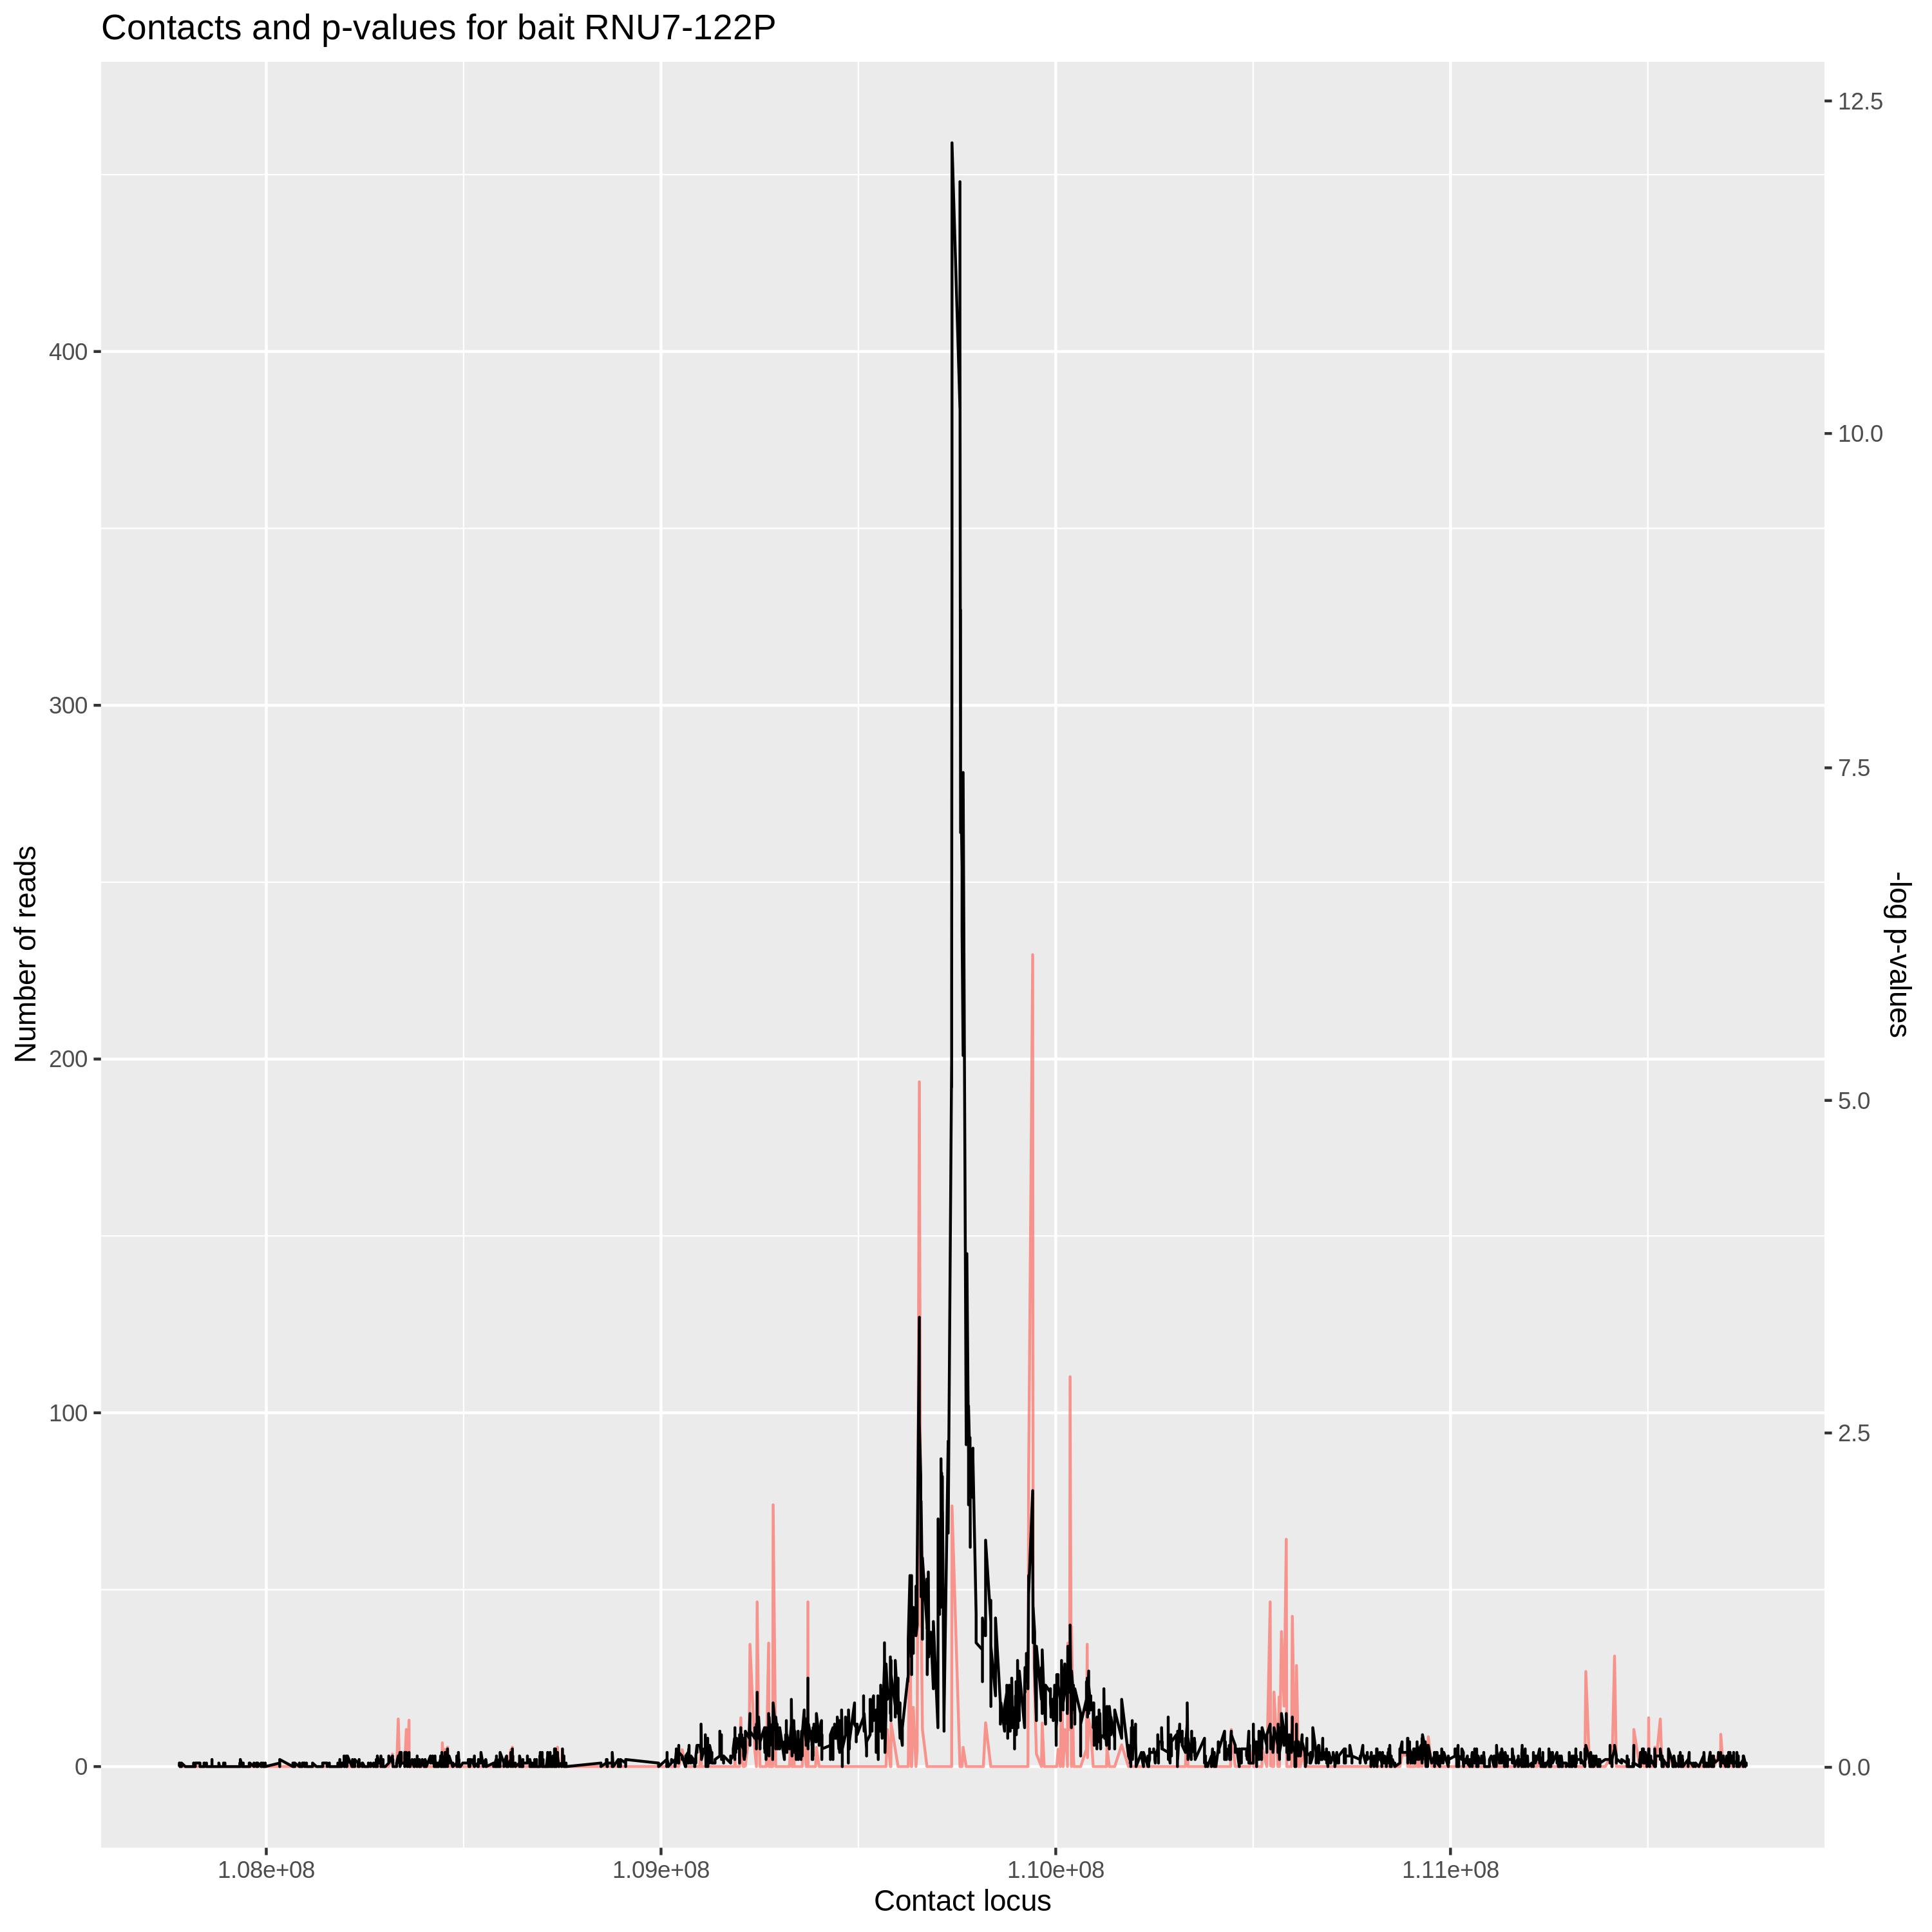 Contacts and p-values for bait RNU7-122P
12.5
400
10.0
300
7.5
Number of reads
-log p-values
200
5.0
100
2.5
0
0.0
1.08e+08
1.09e+08
1.10e+08
1.11e+08
Contact locus